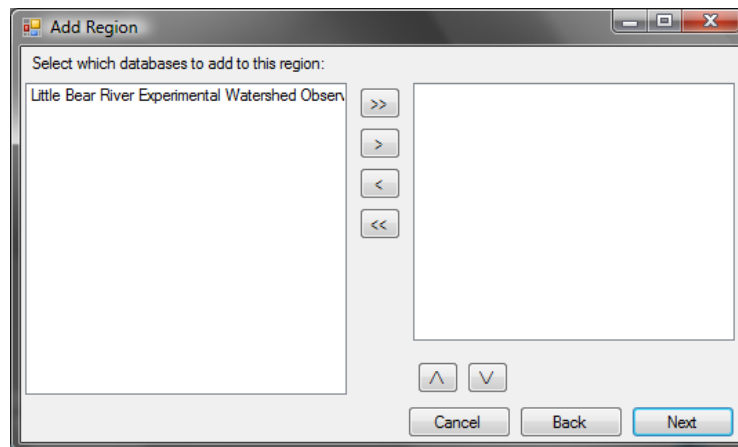 Add Region
Select which databases to add to this region:
Little Bear River Experimental Watershed Observ
>>
>
<
<<
Cancel Back Next